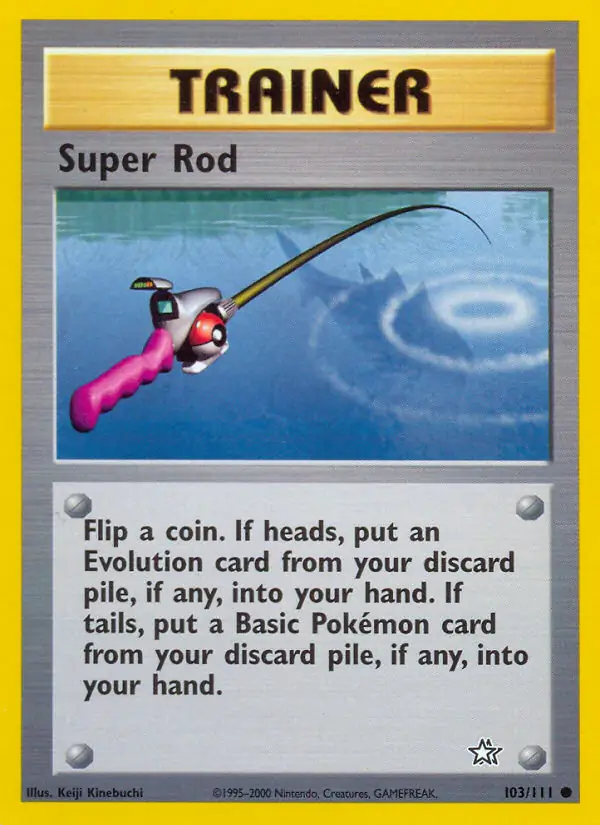 TRAINER
Super Rod
Flip a coin. If heads, put an
Evolution card from your discard
pile, if any, into your hand. If
tails, put a Basic Pokémon card
from your discard pile, if any, into
your hand.
Illus. Keiji Kinebuchi ©1995-2000 Nintendo, Creatures, GAMEFREAK. 103/111